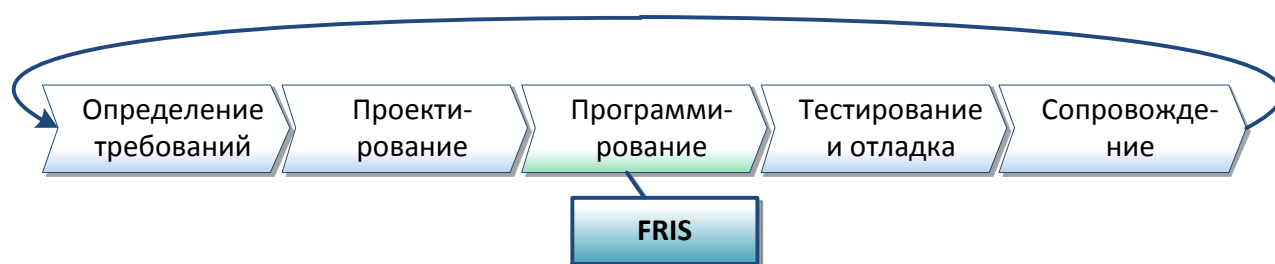 Определение
требований
Проекти-
рование
Программи-
рование
Тестирование
и отладка
Сопровожде-
ние
FRIS